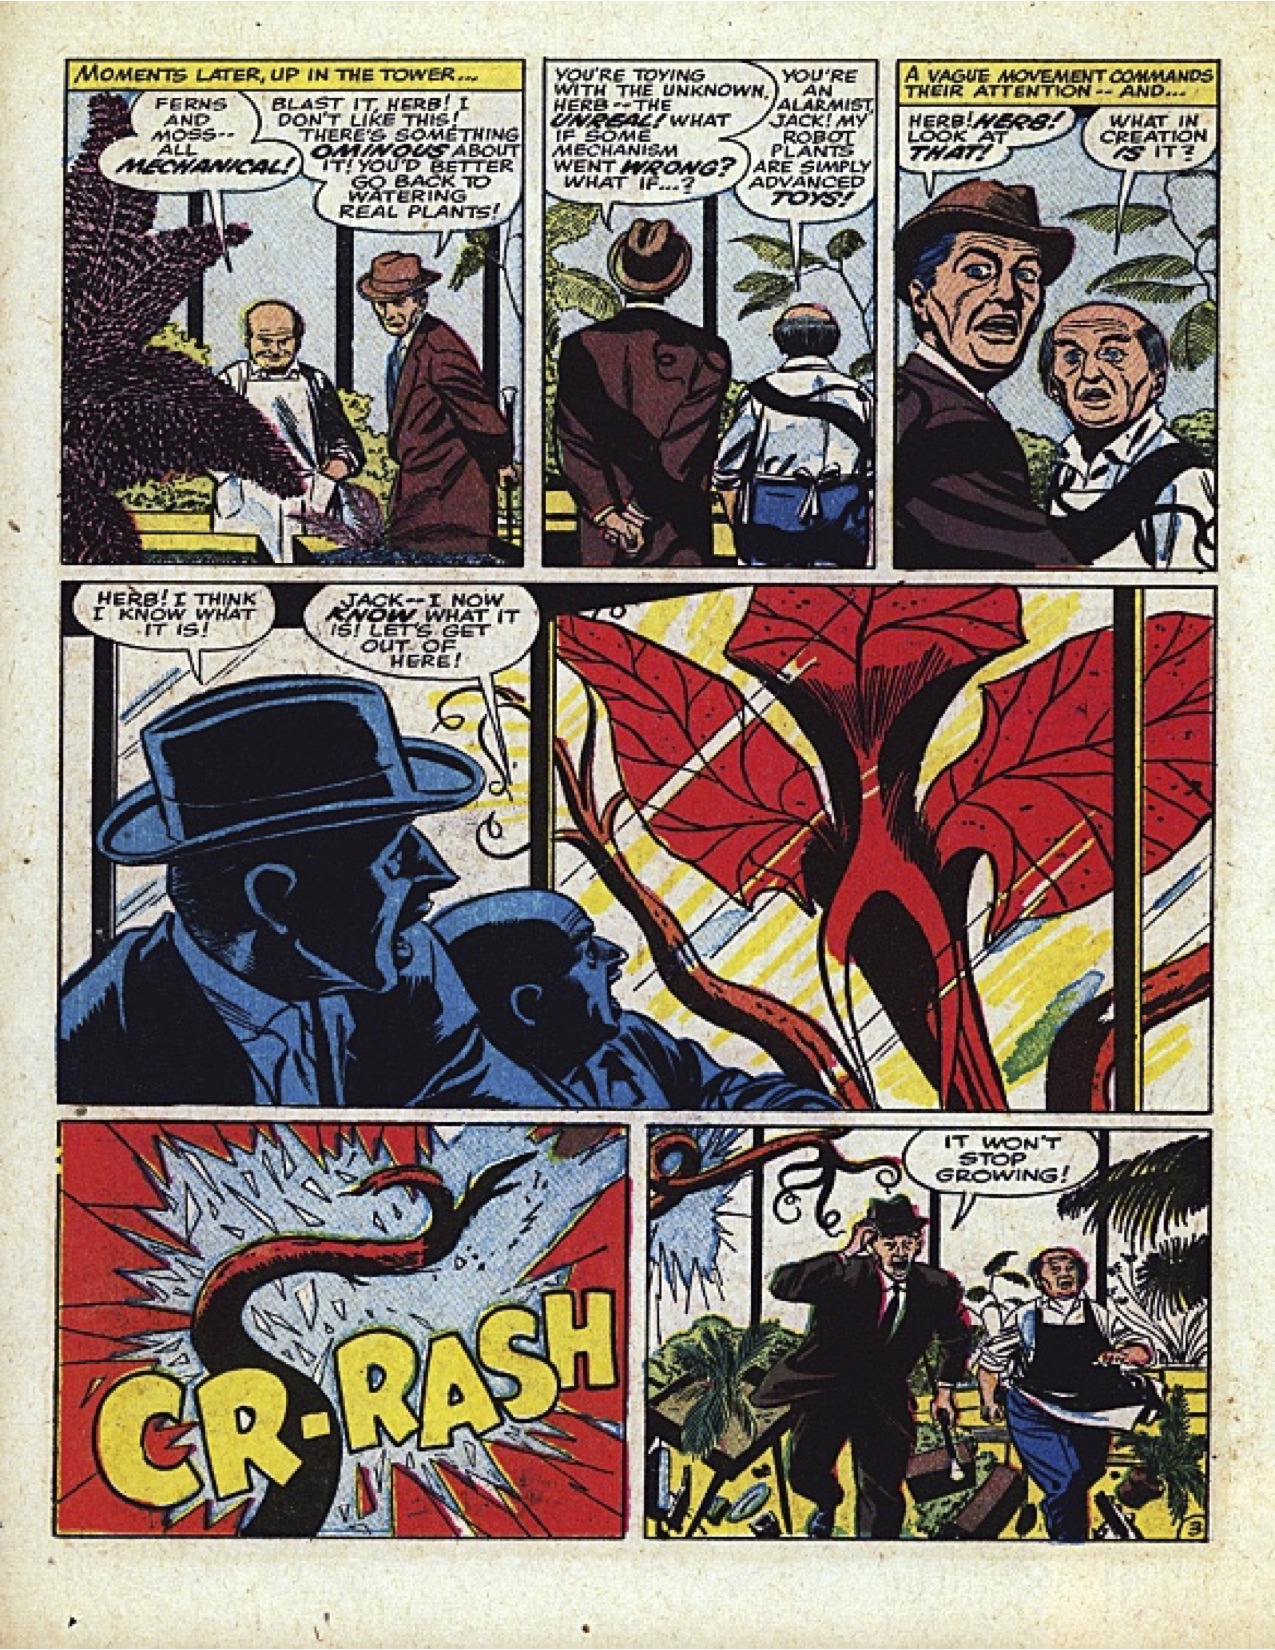 MOMENTS LATER, UP IN THE TOWER...
FERNS
AND
MOSS--
ALL
MECHANICAL!
BLAST IT, HERB! I
DON'T LIKE THIS!
THERE'S SOMETHING
OMINOUS ABOUT
IT! YOU'D BETTER
GO BACK TO
WATERING
REAL PLANTS!
YOU'RE TOYING
WITH THE UNKNOWN,
HERB--THE
UNREAL! WHAT
IF SOME
MECHANISM
WENT WRONG?
WHAT IF...?
YOU'RE
AN
ALARMIST,
JACK! MY
ROBOT
PLANTS
ARE SIMPLY
ADVANCED
TOYS!
A VAGUE MOVEMENT COMMANDS
THEIR ATTENTION -- AND...
HERB! HERB!
LOOK AT
THAT!
WHAT IN
CREATION
IS IT?
HERB! I THINK
I KNOW WHAT
IT IS!
JACK--I NOW
KNOW WHAT IT
IS! LET'S GET
OUT OF
HERE!
CR-RASH
IT WON'T
STOP
GROWING!
3